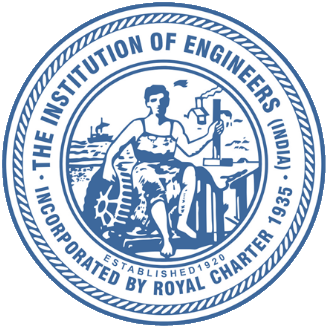 · THE INSTITUTION OF ENGINEERS (INDIA) ·
INCORPORATED BY ROYAL CHARTER 1935
ESTABLISHED 1920